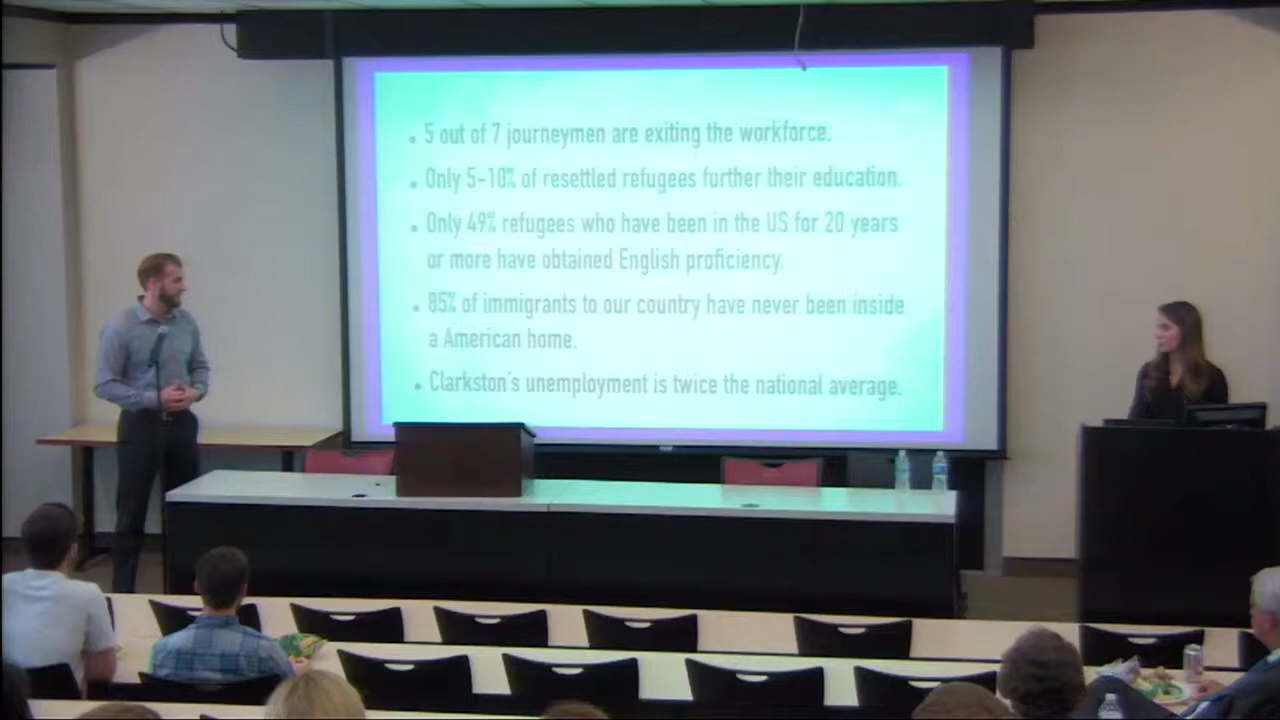 • 5 out of 7 journeymen are exiting the workforce.
• Only 5-10% of resettled refugees further their education.
• Only 49% refugees who have been in the US for 20 years
or more have obtained English proficiency.
• 85% of immigrants to our country have never been inside
a American home.
• Clarkston's unemployment is twice the national average.